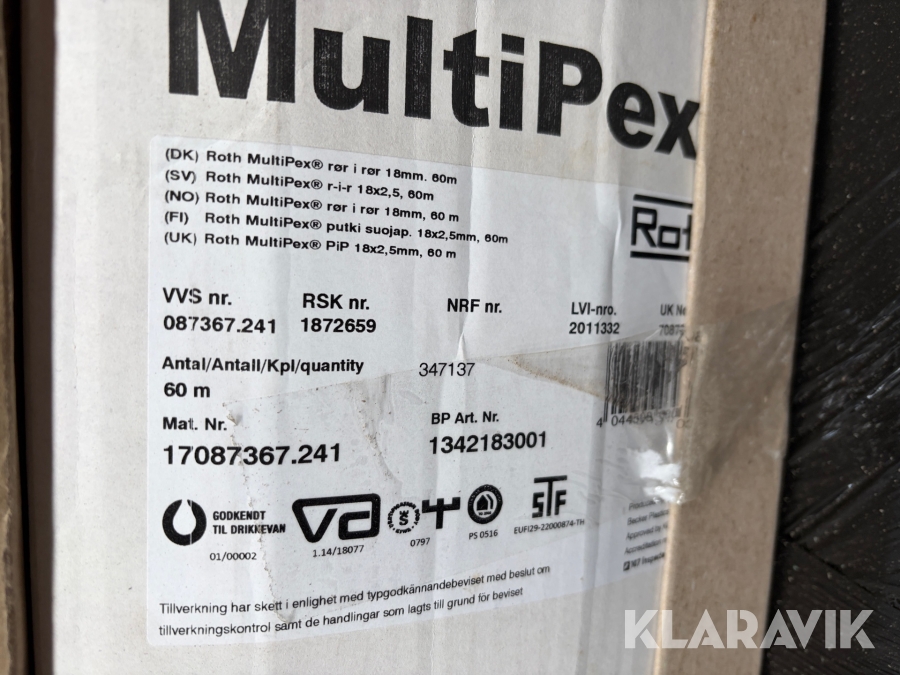 MultiPex
(DK) Roth MultiPex® rør i rør 18mm. 60m
(SV) Roth MultiPex® r-i-r 18x2,5, 60m
(NO) Roth MultiPex® rør i rør 18mm, 60 m
(FI) Roth MultiPex® putki suojap. 18x2,5mm, 60m
(UK) Roth MultiPex® PiP 18x2,5mm, 60 m
Rot
VVS nr. RSK nr. NRF nr. LVI-nro. UK
087367.241 1872659 2011332
Antal/Antall/Kpl/quantity 347137
60 m
Mat. Nr. BP Art. Nr.
17087367.241 1342183001
GODKENDT
TIL DRIKKEVAN
01/00002
va
1.14/18077
0797
PS 0516
STF
EUFI29-22000874-TH
Tillverkning har skett i enlighet med typgodkännandebeviset med beslut om
tillverkningskontrol samt de handlingar som lagts till grund för beviset
KLARAVIK